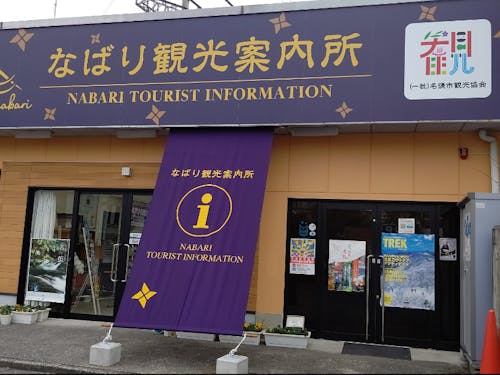 なばり観光案内所
NABARI TOURIST INFORMATION
nabari
観
(一社)名張市観光協会
なばり観光案内所
i
NABARI
TOURIST INFORMATION
TREK